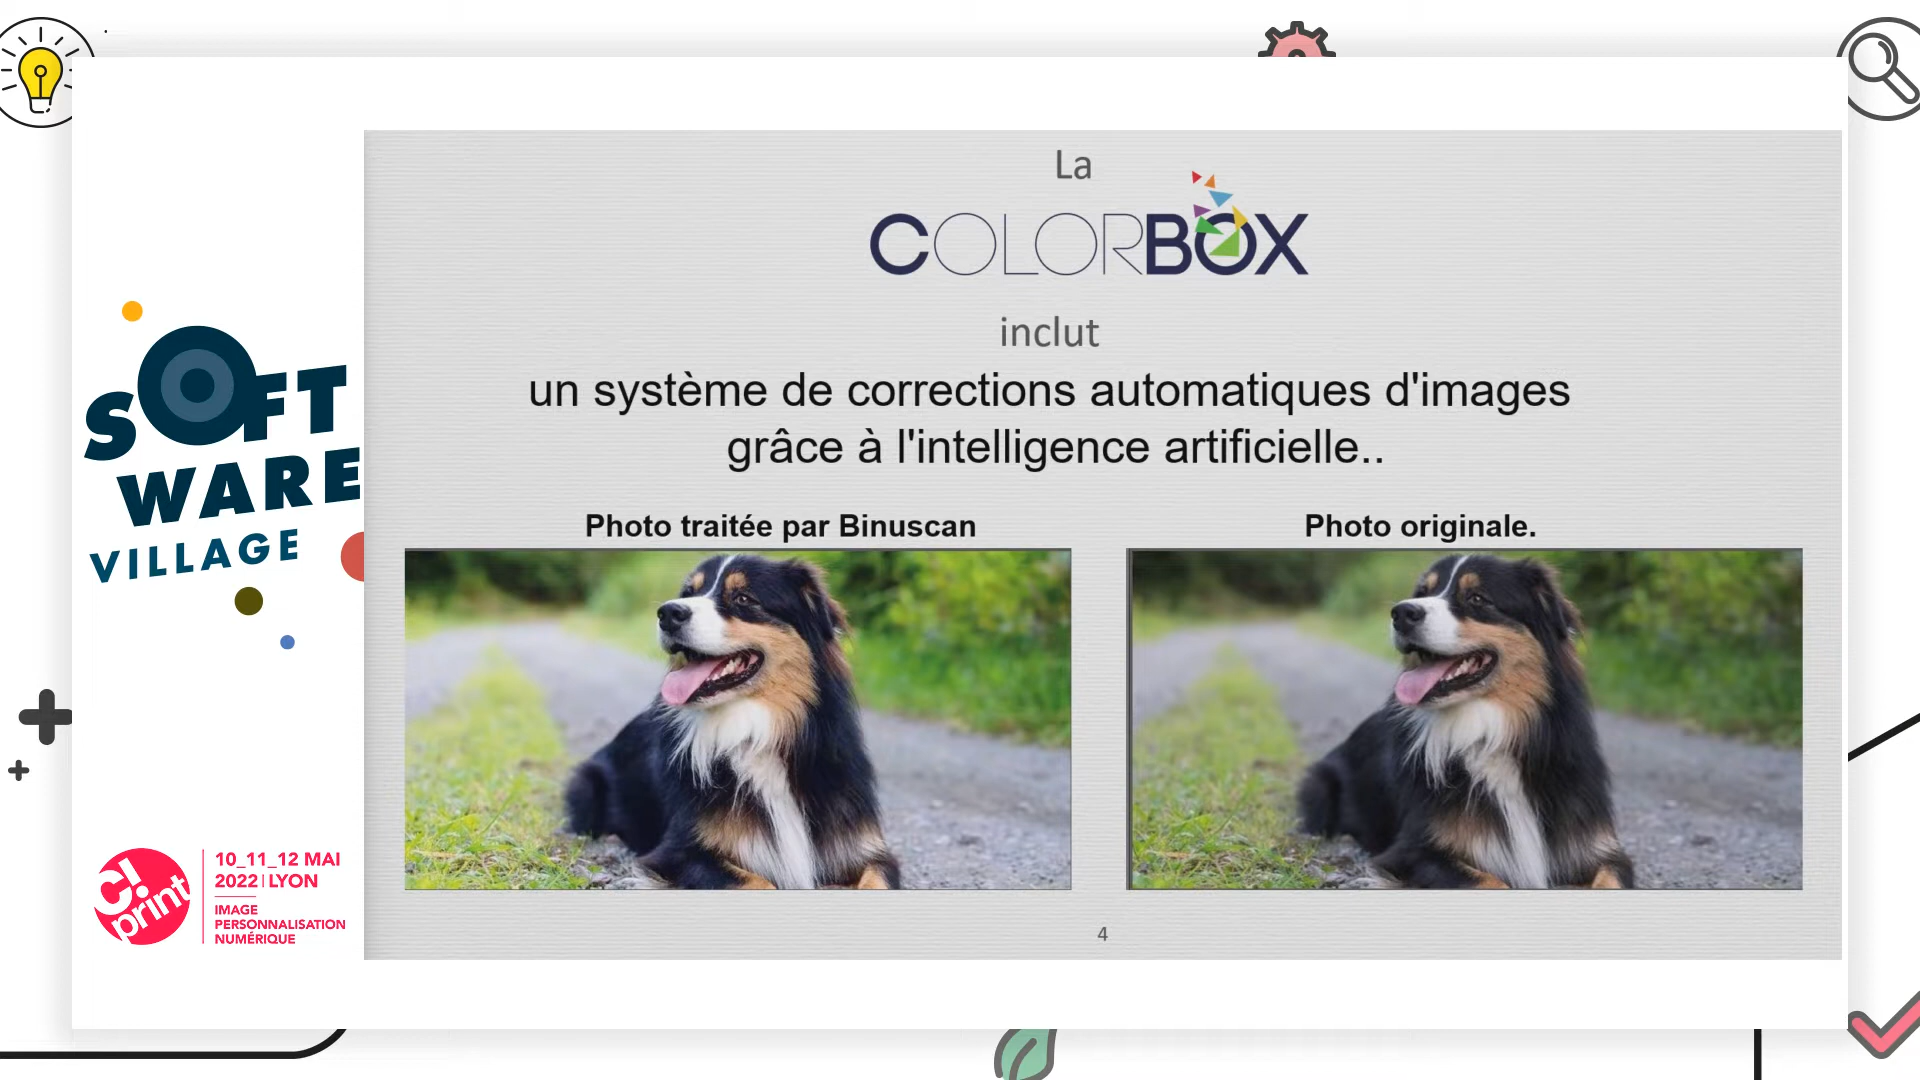 SOFT
WARE
VILLAGE
C!print
10_11_12 MAI
2022 | LYON
IMAGE
PERSONNALISATION
NUMÉRIQUE
La
COLORBOX
inclut
un système de corrections automatiques d'images
grâce à l'intelligence artificielle..
Photo traitée par Binuscan
Photo originale.
4